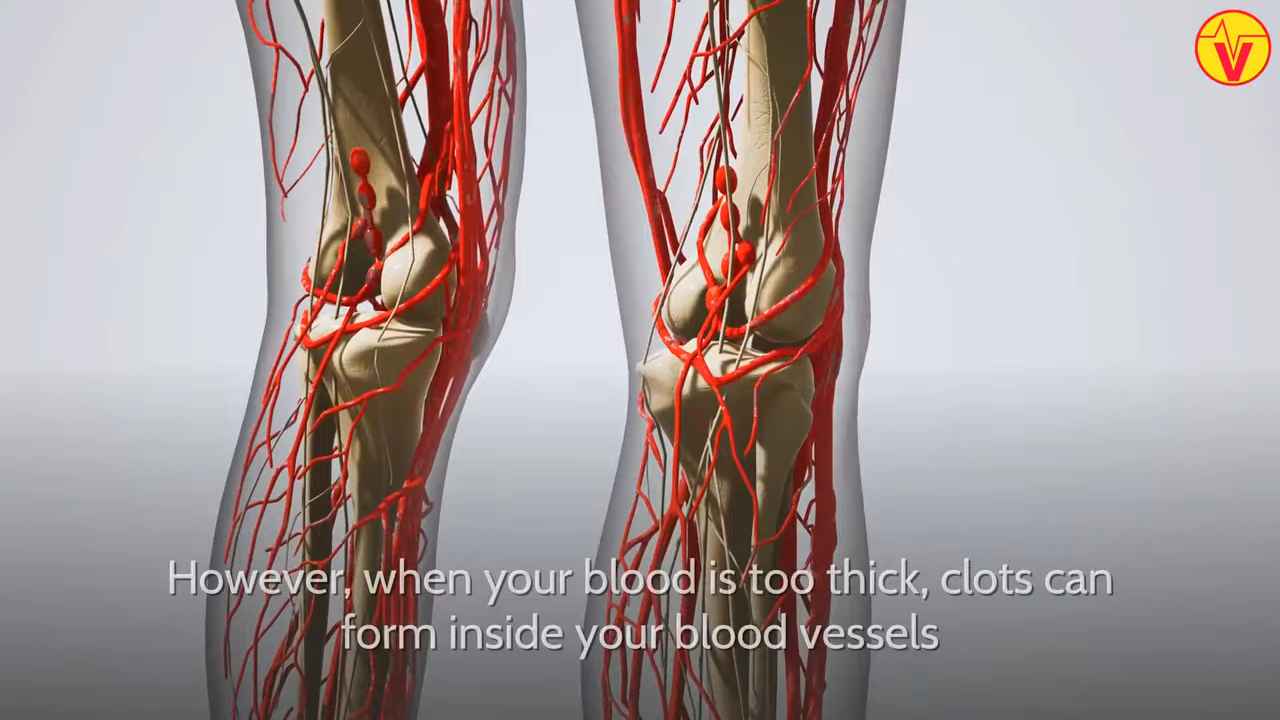 V
However, when your blood is too thick, clots can
form inside your blood vessels